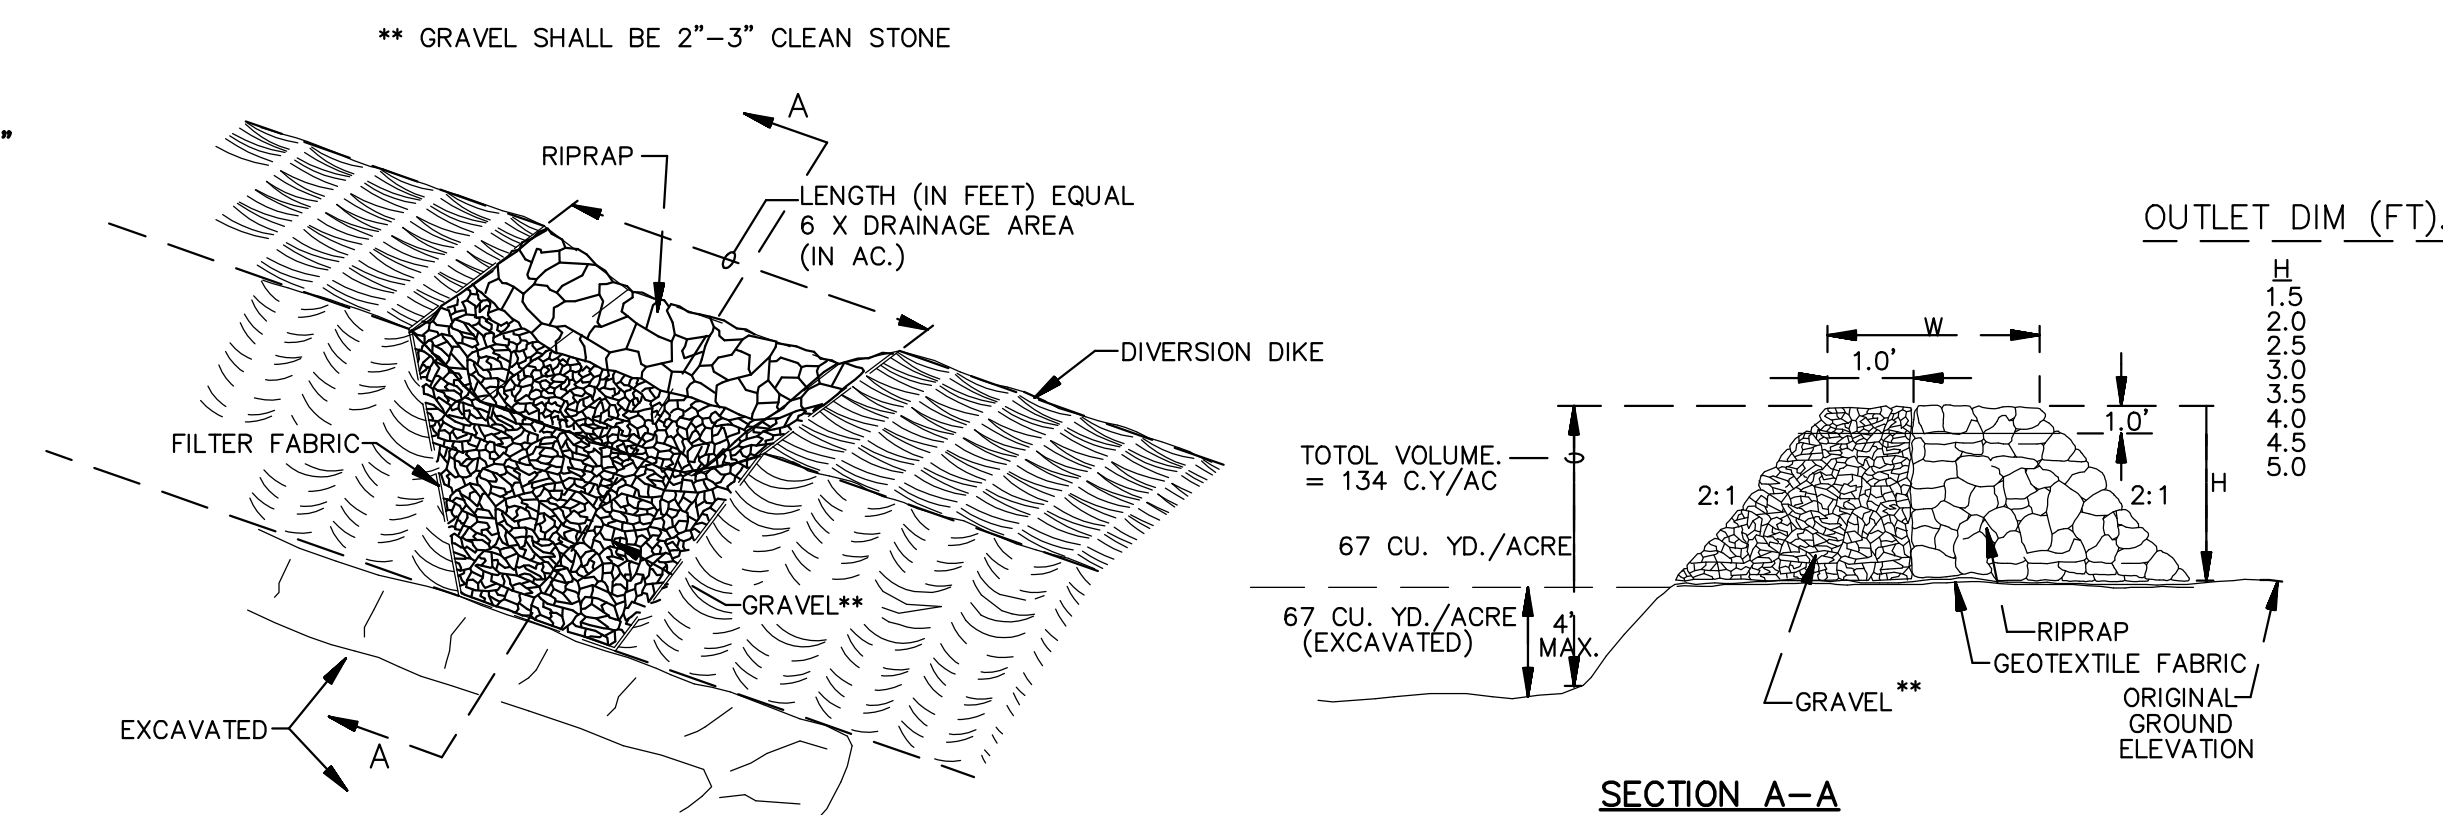 ** GRAVEL SHALL BE 2”–3” CLEAN STONE
”
A
RIPRAP
LENGTH (IN FEET) EQUAL
6 X DRAINAGE AREA
(IN AC.)
DIVERSION DIKE
FILTER FABRIC
GRAVEL**
EXCAVATED
A
OUTLET DIM (FT).
H
1.5
2.0
2.5
3.0
3.5
4.0
4.5
5.0
W
1.0’
1.0’
TOTOL VOLUME.
= 134 C.Y/AC
2:1
2:1
H
67 CU. YD./ACRE
67 CU. YD./ACRE
(EXCAVATED)
4’
MAX.
RIPRAP
GEOTEXTILE FABRIC
GRAVEL**
ORIGINAL
GROUND
ELEVATION
SECTION A–A